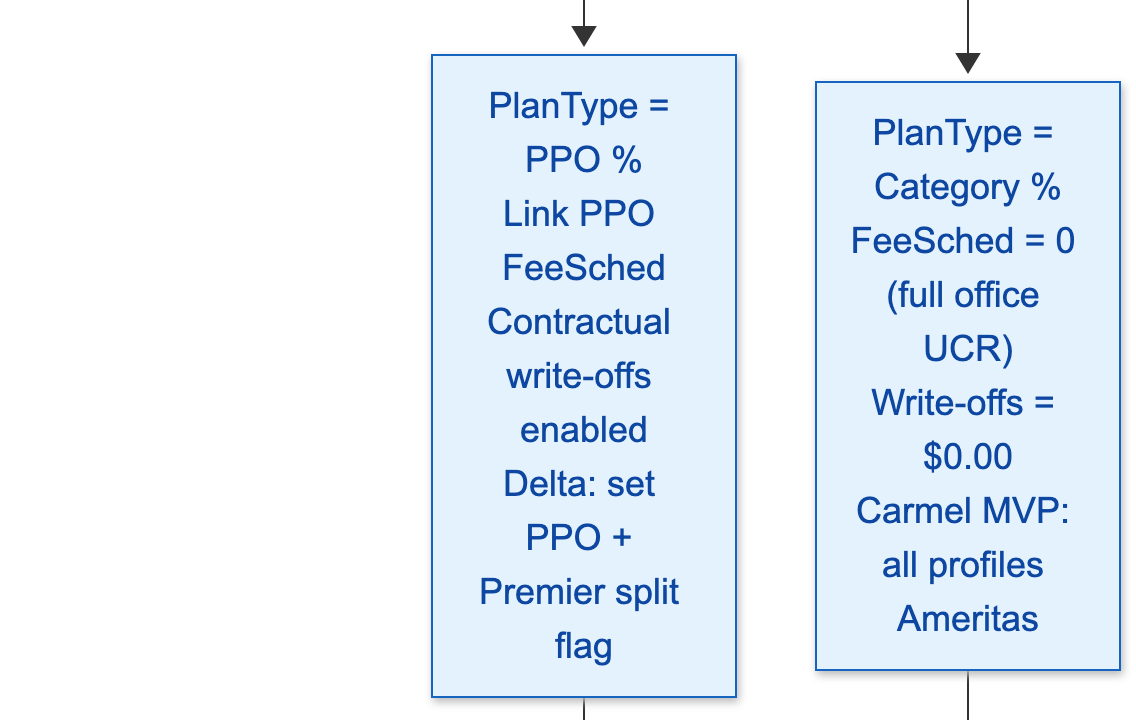 PlanType =
PPO %
Link PPO
FeeSched
Contractual
write-offs
enabled
Delta: set
PPO +
Premier split
flag
PlanType =
Category %
FeeSched = 0
(full office
UCR)
Write-offs =
$0.00
Carmel MVP:
all profiles
Ameritas